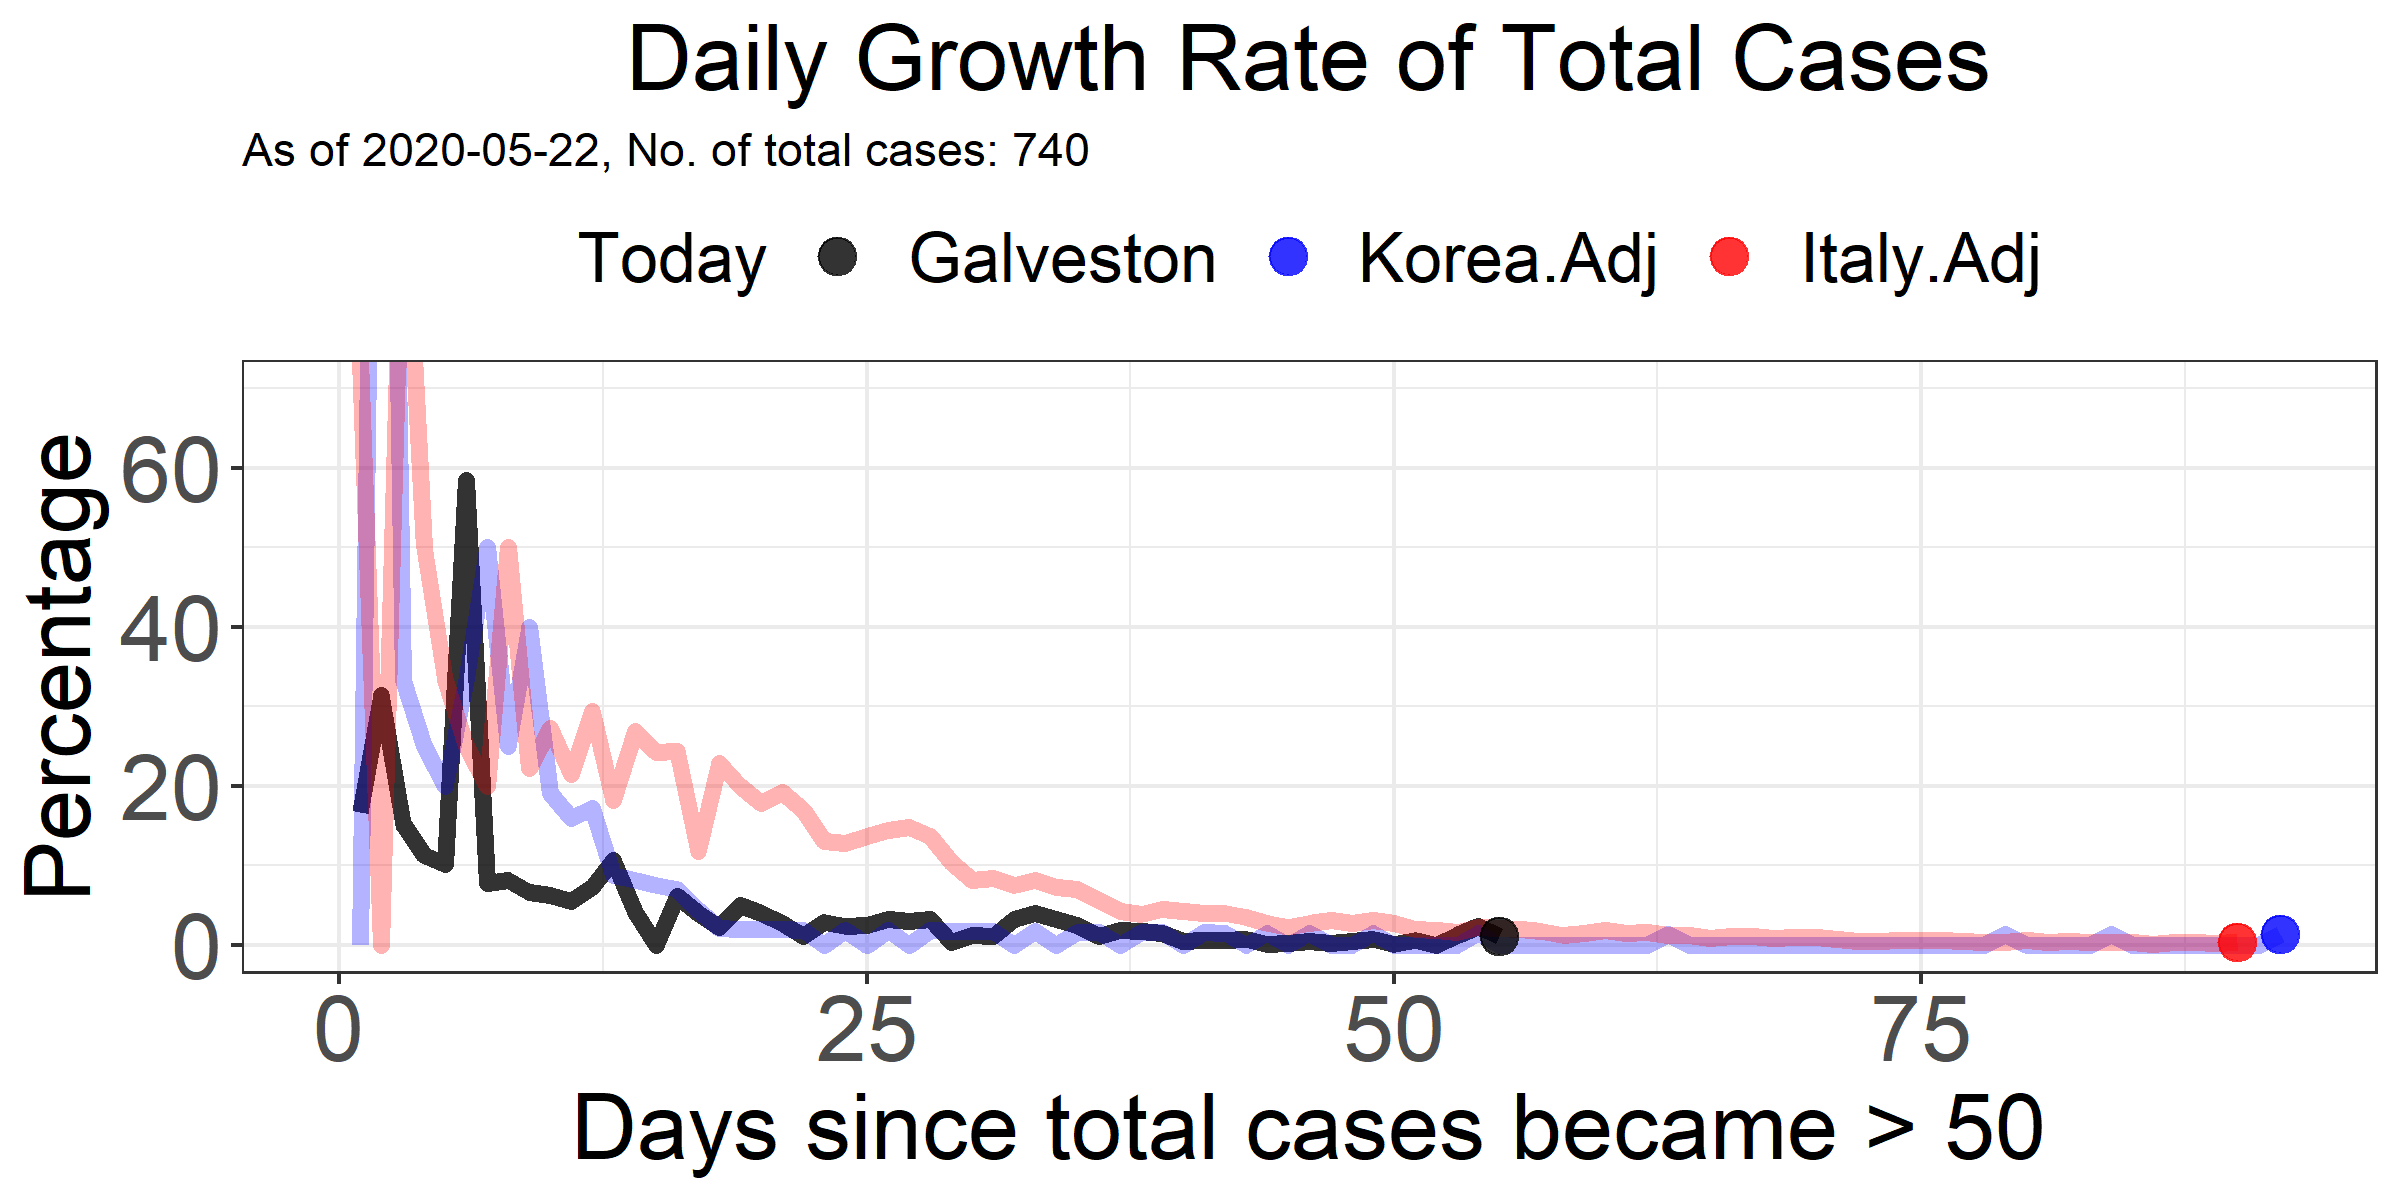 Daily Growth Rate of Total Cases
As of 2020-05-22, No. of total cases: 740
Today Galveston Korea.Adj Italy.Adj
Percentage
60
40
20
0
0 25 50 75
Days since total cases became > 50